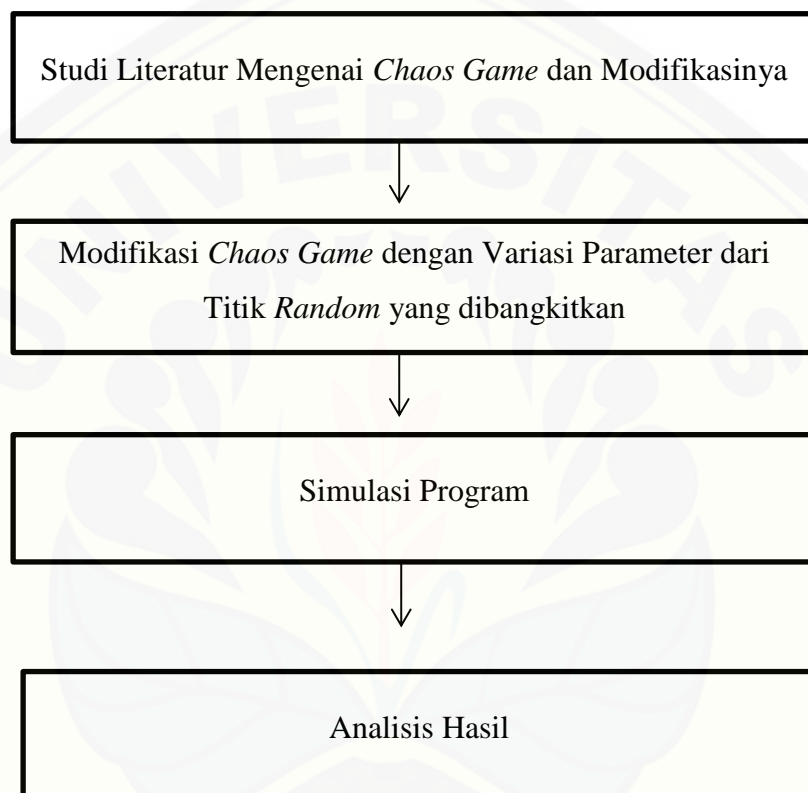 UNIVERSITAS
Studi Literatur Mengenai Chaos Game dan Modifikasinya
Modifikasi Chaos Game dengan Variasi Parameter dari
Titik Random yang dibangkitkan
Simulasi Program
Analisis Hasil